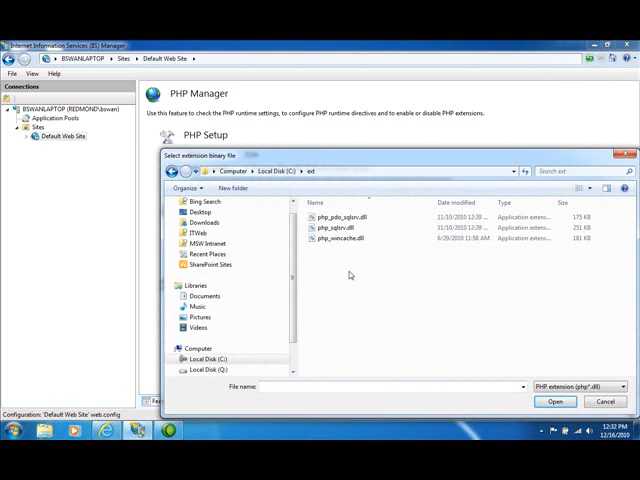 Internet Information Services (IIS) Manager
BSWANLAPTOP Sites Default Web Site
File View Help
Connections
BSWANLAPTOP (REDMOND\bswan)
Application Pools
Sites
Default Web Site
PHP Manager
Use this feature to check the PHP runtime settings, to configure PHP runtime directives and to enable or disable PHP extensions.
PHP Setup
Select extension binary file
Computer Local Disk (C:) ext
Search ext
Organize New folder
Bing Search
Desktop
Downloads
ITWeb
MSW Intranet
Recent Places
SharePoint Sites
Libraries
Documents
Music
Pictures
Videos
Computer
Local Disk (C:)
Local Disk (Q:)
Name Date modified Type Size
php_pdo_sqlsrv.dll 11/10/2010 12:39 ... Application extens... 175 KB
php_sqlsrv.dll 11/10/2010 12:39 ... Application extens... 251 KB
php_wincache.dll 6/29/2010 11:58 AM Application extens... 181 KB
File name: PHP extension (php*.dll)
Open Cancel
Configuration: 'Default Web Site' web.config
12:32 PM
12/16/2010